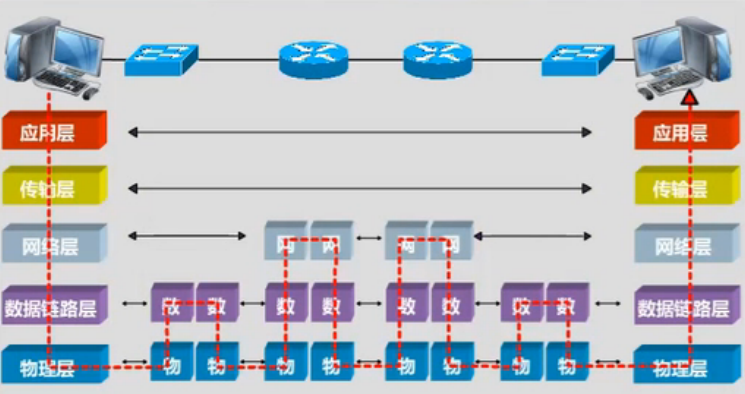 应用层 应用层
传输层 传输层
网络层 网 网 网 网 网络层
数据链路层 数 数 数 数 数 数 数 数 数据链路层
物理层 物 物 物 物 物 物 物 物 物理层